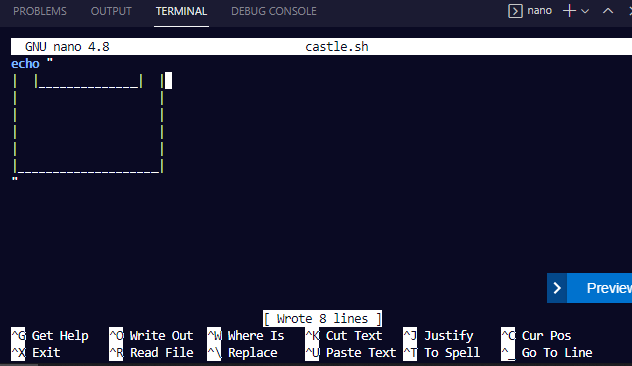 PROBLEMS OUTPUT TERMINAL DEBUG CONSOLE nano
GNU nano 4.8 castle.sh
echo "
|  |______________|  |
|                    |
|                    |
|                    |
|                    |
|____________________|
"
Preview
[ Wrote 8 lines ]
^G Get Help ^O Write Out ^W Where Is ^K Cut Text ^J Justify ^C Cur Pos
^X Exit ^R Read File ^\ Replace ^U Paste Text ^T To Spell ^_ Go To Line